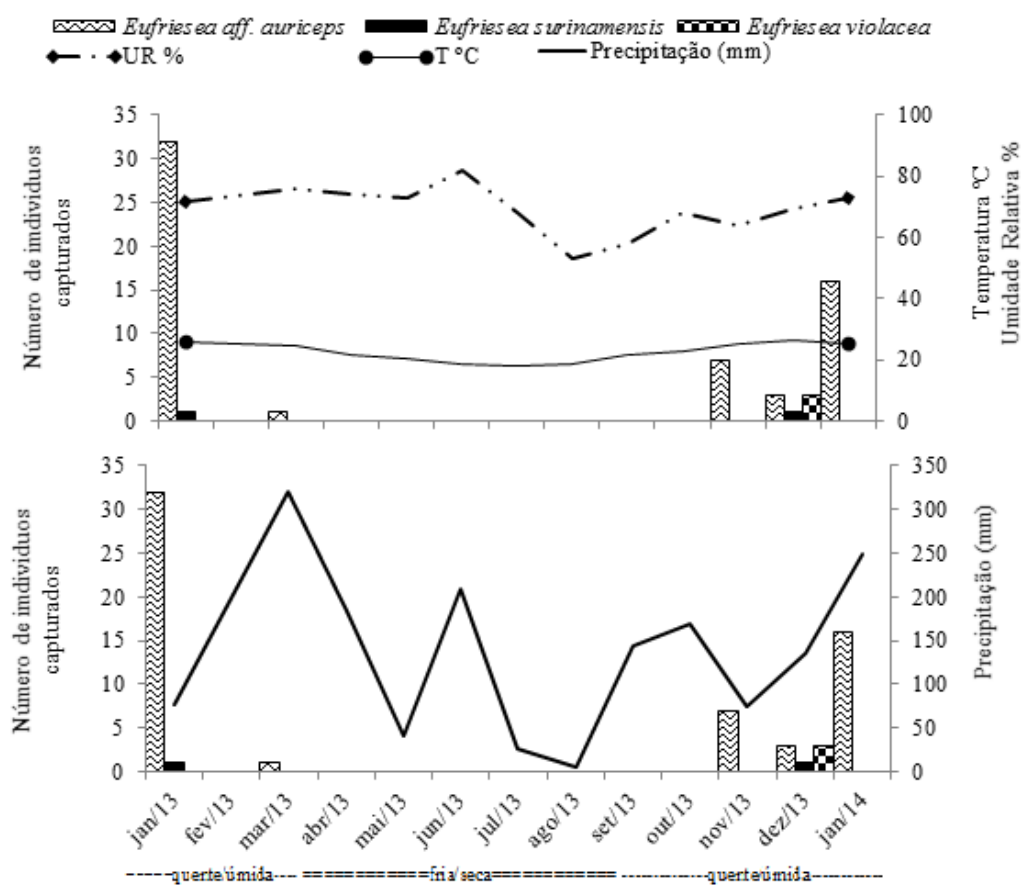 Eufriesea aff. auriceps Eufriesea surinamensis Eufriesea violacea
UR % T ºC Precipitação (mm)
Número de individuos
capturados
35
30
25
20
15
10
5
0
100
80
60
40
20
0
Temperatura ºC
Umidade Relativa %
Número de individuos
capturados
35
30
25
20
15
10
5
0
350
300
250
200
150
100
50
0
Precipitação (mm)
jan/13 fev/13 mar/13 abr/13 mai/13 jun/13 jul/13 ago/13 set/13 out/13 nov/13 dez/13 jan/14
-----querte/úmida---- ============fria/seca============ --------------querte/úmida-----------